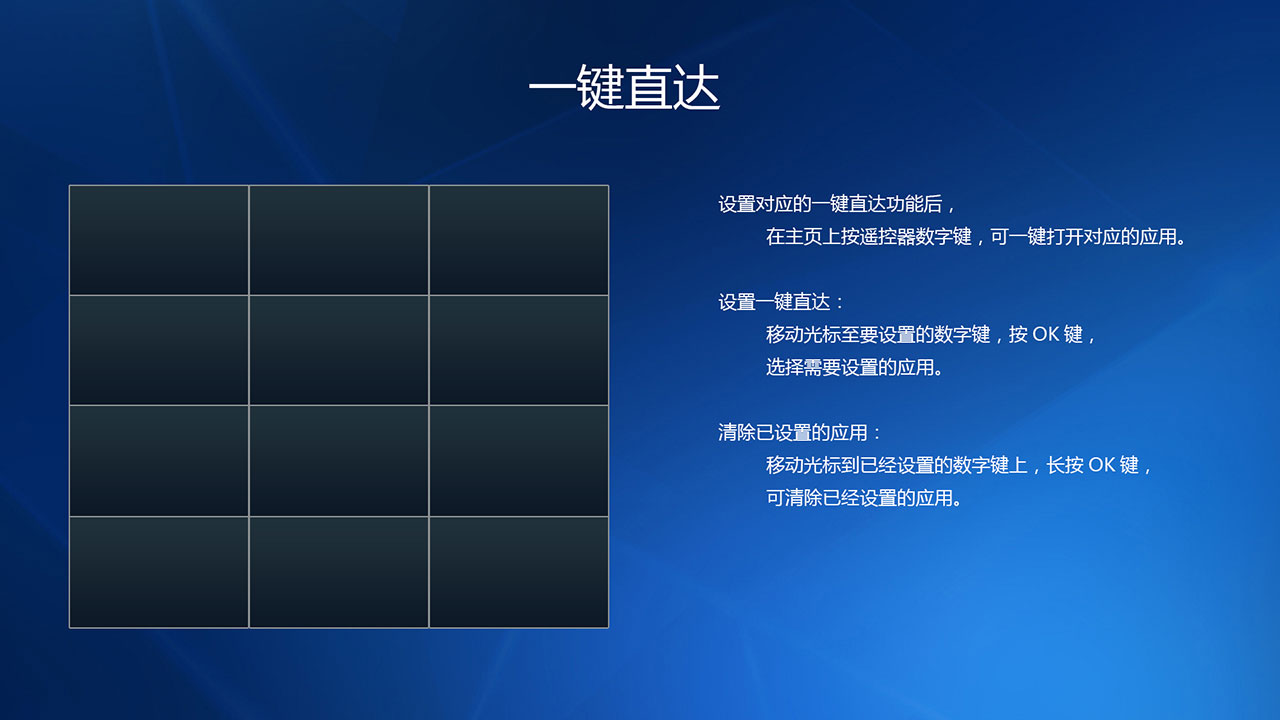 一键直达
设置对应的一键直达功能后，
在主页上按遥控器数字键，可一键打开对应的应用。
设置一键直达：
移动光标至要设置的数字键，按 OK 键，
选择需要设置的应用。
清除已设置的应用：
移动光标到已经设置的数字键上，长按 OK 键，
可清除已经设置的应用。